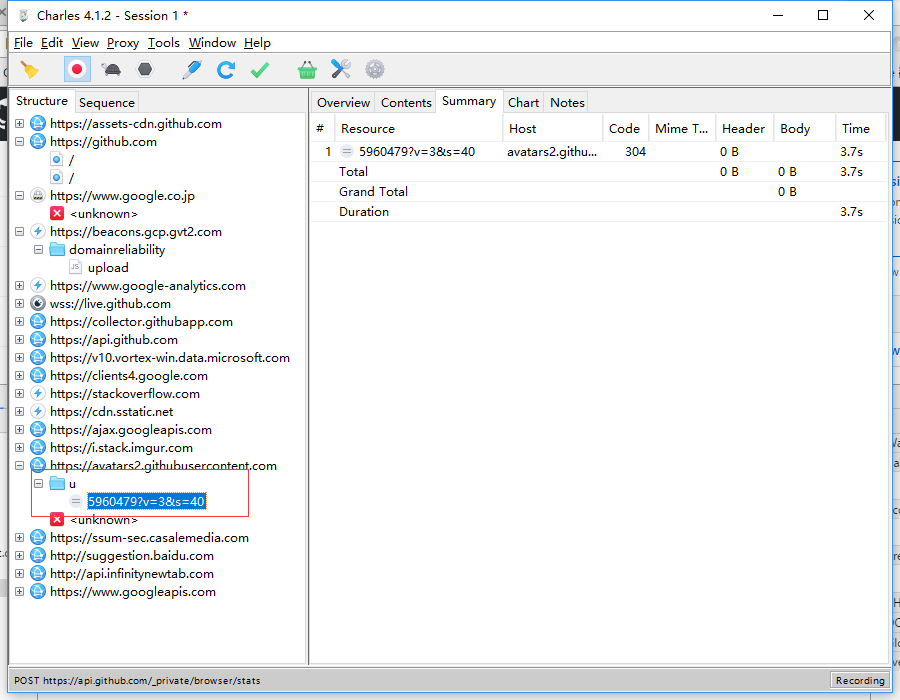 Charles 4.1.2 - Session 1 *
File Edit View Proxy Tools Window Help
Structure Sequence
https://assets-cdn.github.com
https://github.com
/
/
https://www.google.co.jp
<unknown>
https://beacons.gcp.gvt2.com
domainreliability
JS upload
https://www.google-analytics.com
wss://live.github.com
https://collector.githubapp.com
https://api.github.com
https://v10.vortex-win.data.microsoft.com
https://clients4.google.com
https://stackoverflow.com
https://cdn.sstatic.net
https://ajax.googleapis.com
https://i.stack.imgur.com
https://avatars2.githubusercontent.com
u
5960479?v=3&s=40
<unknown>
https://ssum-sec.casalemedia.com
http://suggestion.baidu.com
http://api.infinitynewtab.com
https://www.googleapis.com
Overview Contents Summary Chart Notes
# Resource Host Code Mime T... Header Body Time
1 5960479?v=3&s=40 avatars2.githu... 304 0 B 3.7s
Total 0 B 0 B 3.7s
Grand Total 0 B
Duration 3.7s
POST https://api.github.com/_private/browser/stats
Recording